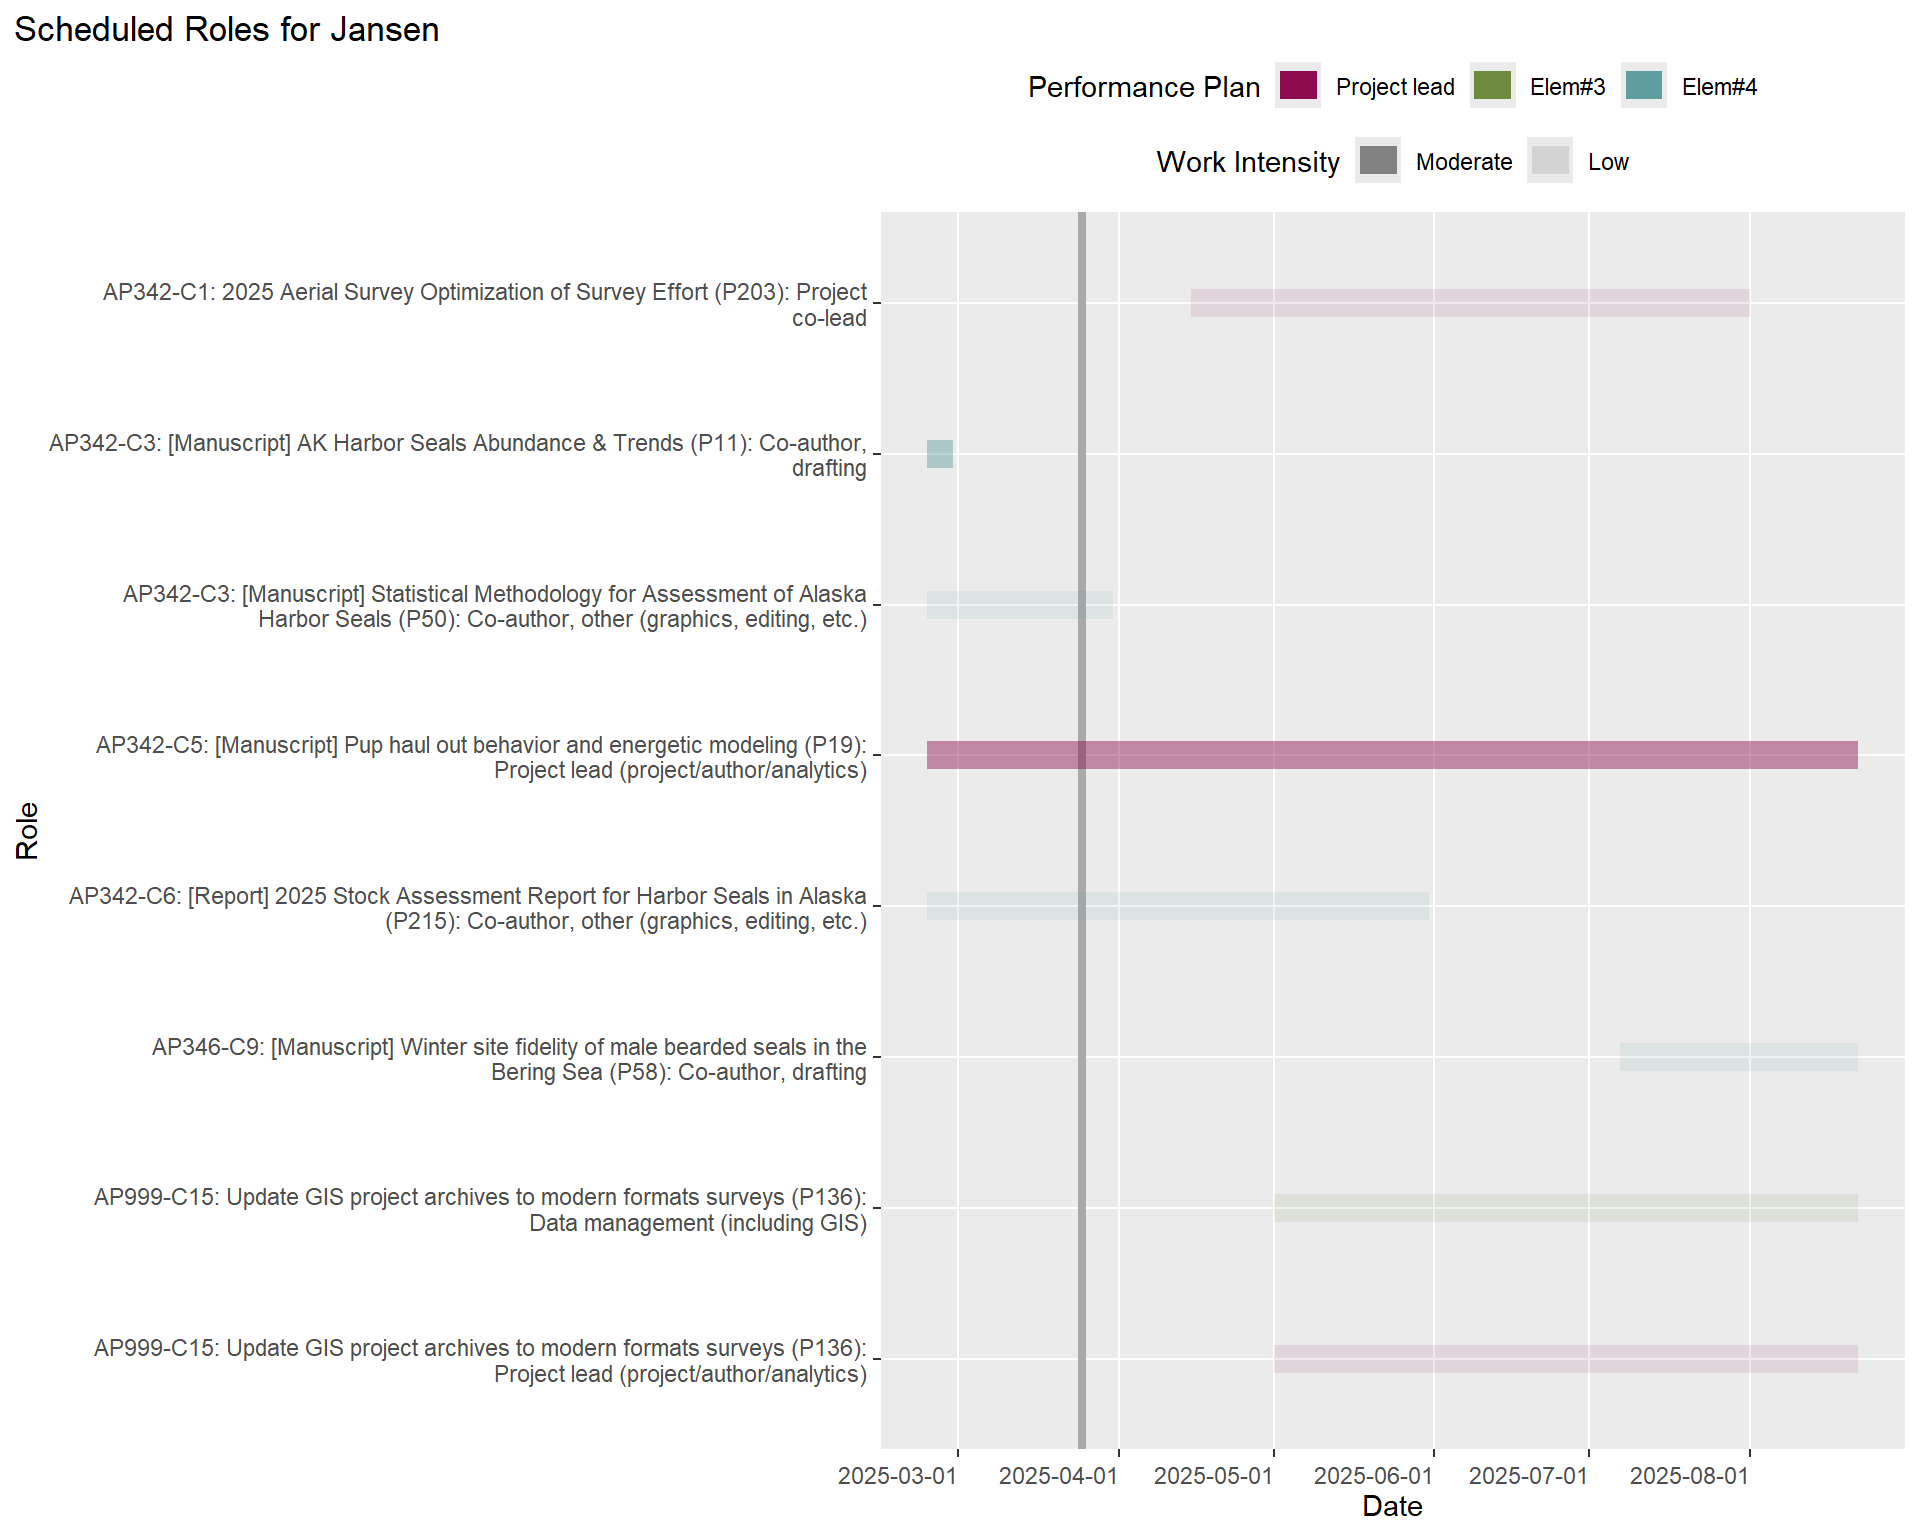 Scheduled Roles for Jansen
Performance Plan Project lead Elem#3 Elem#4
Work Intensity Moderate Low
AP342-C1: 2025 Aerial Survey Optimization of Survey Effort (P203): Project
co-lead
AP342-C3: [Manuscript] AK Harbor Seals Abundance & Trends (P11): Co-author,
drafting
AP342-C3: [Manuscript] Statistical Methodology for Assessment of Alaska
Harbor Seals (P50): Co-author, other (graphics, editing, etc.)
AP342-C5: [Manuscript] Pup haul out behavior and energetic modeling (P19):
Project lead (project/author/analytics)
Role
AP342-C6: [Report] 2025 Stock Assessment Report for Harbor Seals in Alaska
(P215): Co-author, other (graphics, editing, etc.)
AP346-C9: [Manuscript] Winter site fidelity of male bearded seals in the
Bering Sea (P58): Co-author, drafting
AP999-C15: Update GIS project archives to modern formats surveys (P136):
Data management (including GIS)
AP999-C15: Update GIS project archives to modern formats surveys (P136):
Project lead (project/author/analytics)
2025-03-01 2025-04-01 2025-05-01 2025-06-01 2025-07-01 2025-08-01
Date